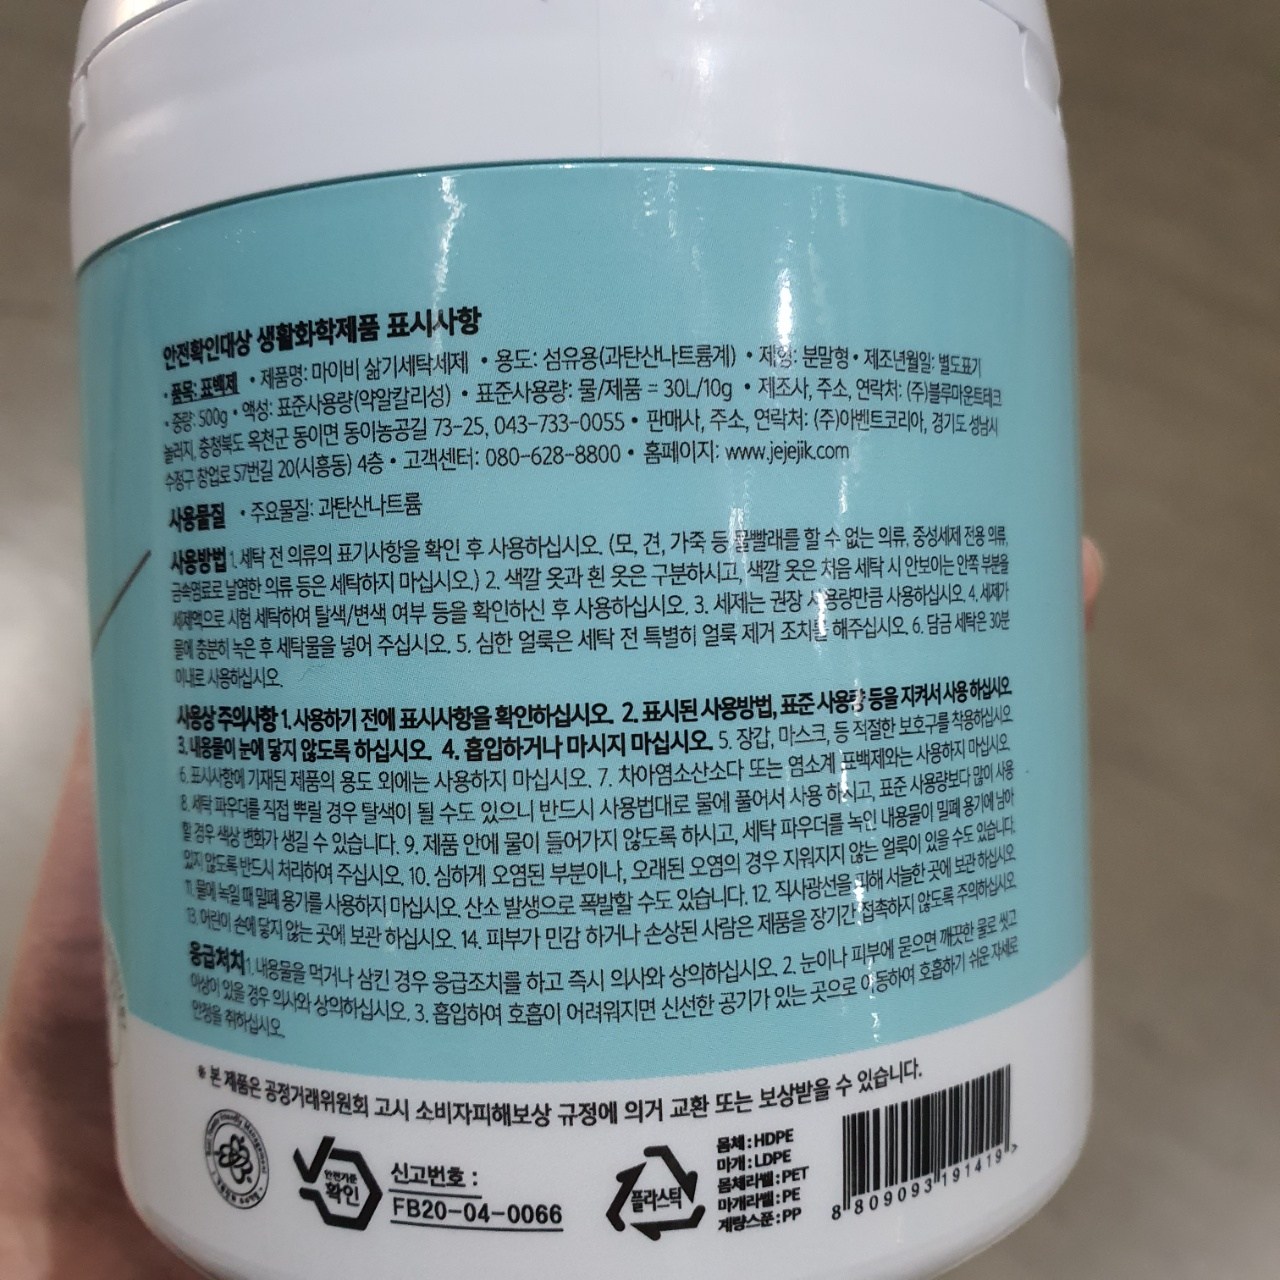 안전확인대상 생활화학제품 표시사항
· 품목: 표백제 • 제품명: 마이비 삶기세탁세제 • 용도: 섬유용(과탄산나트륨계) • 제형: 분말형 • 제조년월일: 별도표기
• 중량: 500g • 액성: 표준사용량(약알칼리성) • 표준사용량: 물/제품 = 30L/10g • 제조사, 주소, 연락처: (주)블루마운트테크
놀러지, 충청북도 옥천군 동이면 동이농공길 73-25, 043-733-0055 • 판매사, 주소, 연락처: (주)아벤트코리아, 경기도 성남시
수정구 창업로 57번길 20(시흥동) 4층 • 고객센터: 080-628-8800 • 홈페이지: www.jejejik.com
사용물질 • 주요물질: 과탄산나트륨
사용방법 1. 세탁 전 의류의 표기사항을 확인 후 사용하십시오. (모, 견, 가죽 등 물빨래를 할 수 없는 의류, 중성세제 전용 의류,
금속염료로 날염한 의류 등은 세탁하지 마십시오.) 2. 색깔 옷과 흰 옷은 구분하시고, 색깔 옷은 처음 세탁 시 안보이는 안쪽 부분을
세제액으로 시험 세탁하여 탈색/변색 여부 등을 확인하신 후 사용하십시오. 3. 세제는 권장 사용량만큼 사용하십시오. 4. 세제가
물에 충분히 녹은 후 세탁물을 넣어 주십시오. 5. 심한 얼룩은 세탁 전 특별히 얼룩 제거 조치를 해주십시오. 6. 담금 세탁은 30분
이내로 사용하십시오.
사용상 주의사항 1. 사용하기 전에 표시사항을 확인하십시오. 2. 표시된 사용방법, 표준 사용량 등을 지켜서 사용 하십시오.
3. 내용물이 눈에 닿지 않도록 하십시오. 4. 흡입하거나 마시지 마십시오. 5. 장갑, 마스크, 등 적절한 보호구를 착용하십시오.
6. 표시사항에 기재된 제품의 용도 외에는 사용하지 마십시오. 7. 차아염소산소다 또는 염소계 표백제와는 사용하지 마십시오.
8. 세탁 파우더를 직접 뿌릴 경우 탈색이 될 수도 있으니 반드시 사용법대로 물에 풀어서 사용 하시고, 표준 사용량보다 많이 사용
할 경우 색상 변화가 생길 수 있습니다. 9. 제품 안에 물이 들어가지 않도록 하시고, 세탁 파우더를 녹인 내용물이 밀폐 용기에 남아
있지 않도록 반드시 처리하여 주십시오. 10. 심하게 오염된 부분이나, 오래된 오염의 경우 지워지지 않는 얼룩이 있을 수도 있습니다.
11. 물에 녹일 때 밀폐 용기를 사용하지 마십시오. 산소 발생으로 폭발할 수도 있습니다. 12. 직사광선을 피해 서늘한 곳에 보관 하십시오.
13. 어린이 손에 닿지 않는 곳에 보관 하십시오. 14. 피부가 민감 하거나 손상된 사람은 제품을 장기간 접촉하지 않도록 주의하십시오.
응급처치 1. 내용물을 먹거나 삼킨 경우 응급조치를 하고 즉시 의사와 상의하십시오. 2. 눈이나 피부에 묻으면 깨끗한 물로 씻고
이상이 있을 경우 의사와 상의하십시오. 3. 흡입하여 호흡이 어려워지면 신선한 공기가 있는 곳으로 이동하여 호흡하기 쉬운 자세로
안정을 취하십시오.
※ 본 제품은 공정거래위원회 고시 소비자피해보상 규정에 의거 교환 또는 보상받을 수 있습니다.
안전기준
확인
신고번호 :
FB20-04-0066
플라스틱
몸체 : HDPE
마개 : LDPE
몸체라벨 : PET
마개라벨 : PE
계량스푼 : PP
8 809093 191419 >